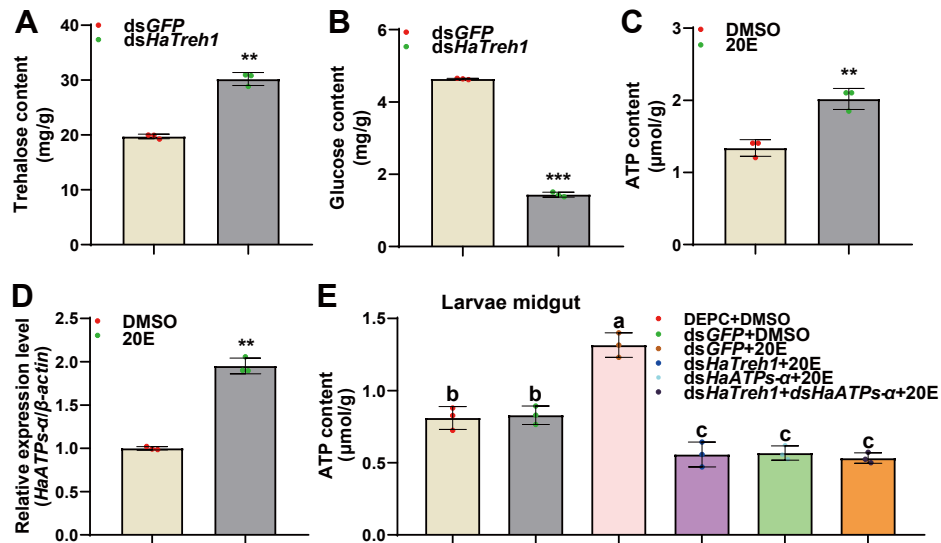 A
dsGFP
dsHaTreh1
Trehalose content
(mg/g)
40
30
20
10
0
**
B
dsGFP
dsHaTreh1
Glucose content
(mg/g)
6
4
2
0
***
C
DMSO
20E
ATP content
(μmol/g)
3
2
1
0
**
D
DMSO
20E
Relative expression level
(HaATPs-α/β-actin)
2.5
2.0
1.5
1.0
0.5
0.0
**
E
Larvae midgut
ATP content
(μmol/g)
1.5
1.0
0.5
0.0
b
b
a
c
c
c
DEPC+DMSO
dsGFP+DMSO
dsGFP+20E
dsHaTreh1+20E
dsHaATPs-α+20E
dsHaTreh1+dsHaATPs-α+20E